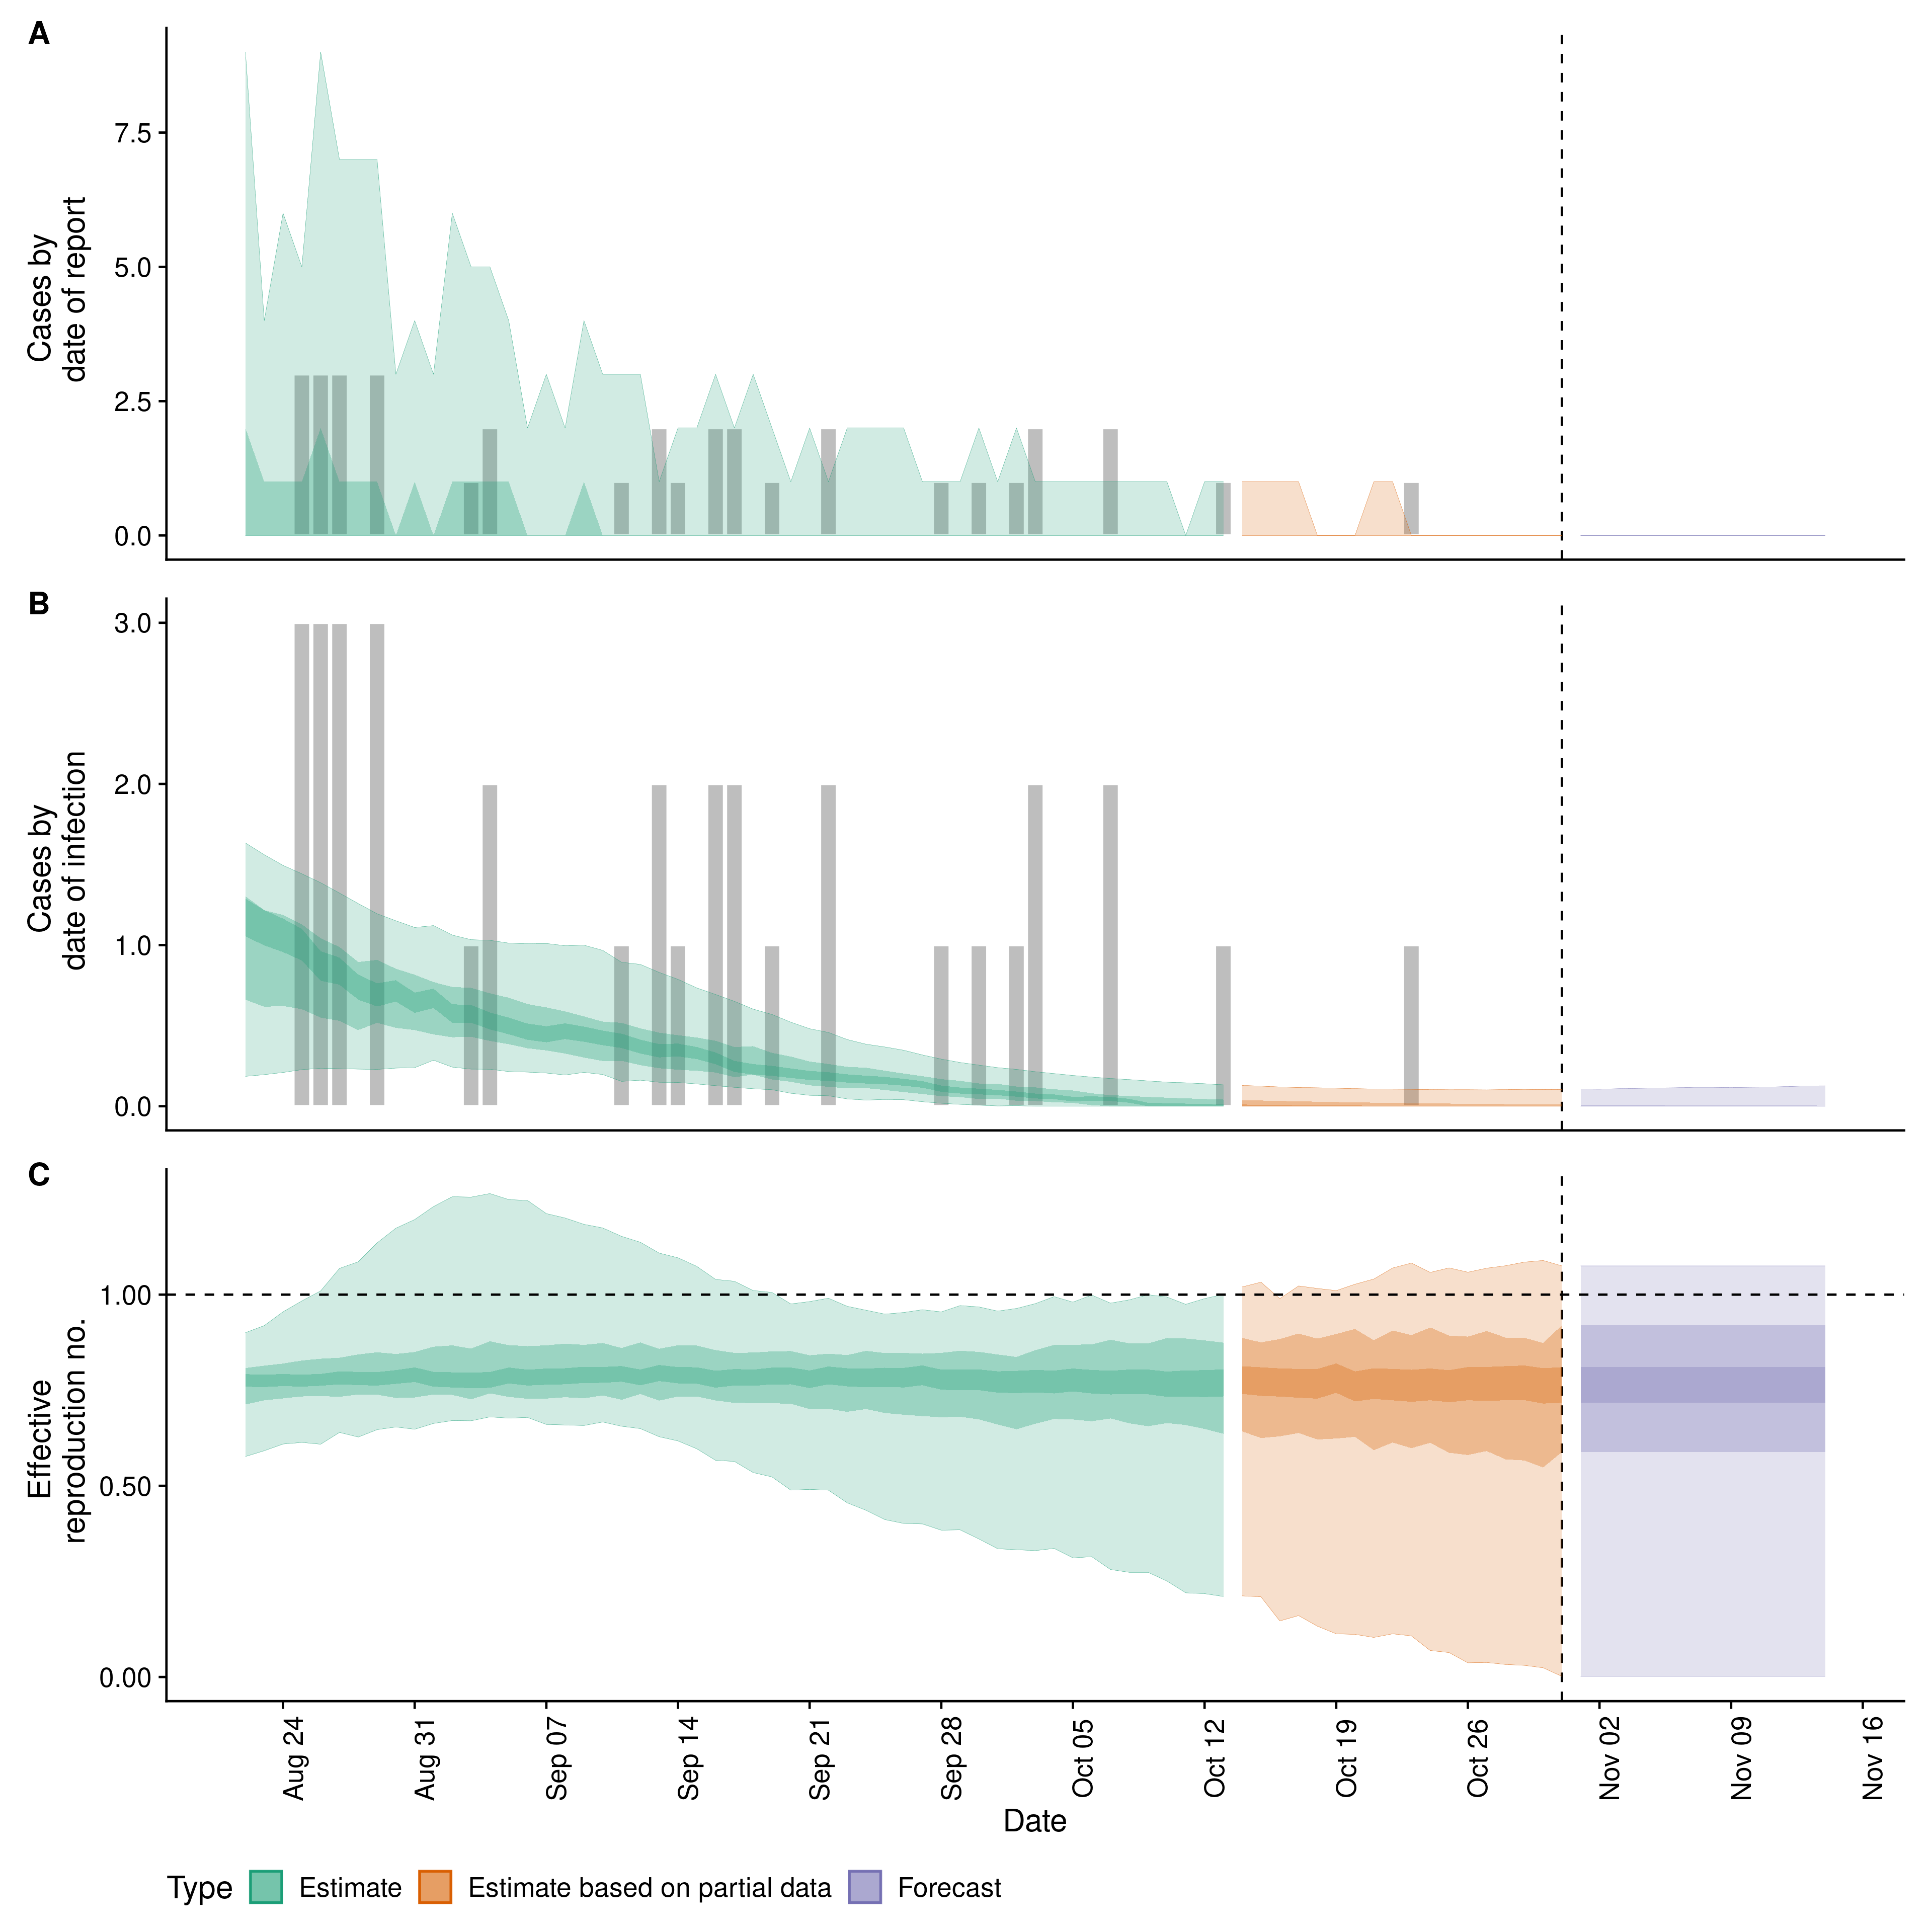 A
Cases by
date of report
7.5
5.0
2.5
0.0
B
Cases by
date of infection
3.0
2.0
1.0
0.0
C
Effective
reproduction no.
1.00
0.50
0.00
Aug 24
Aug 31
Sep 07
Sep 14
Sep 21
Sep 28
Oct 05
Oct 12
Oct 19
Oct 26
Nov 02
Nov 09
Nov 16
Date
Type Estimate Estimate based on partial data Forecast